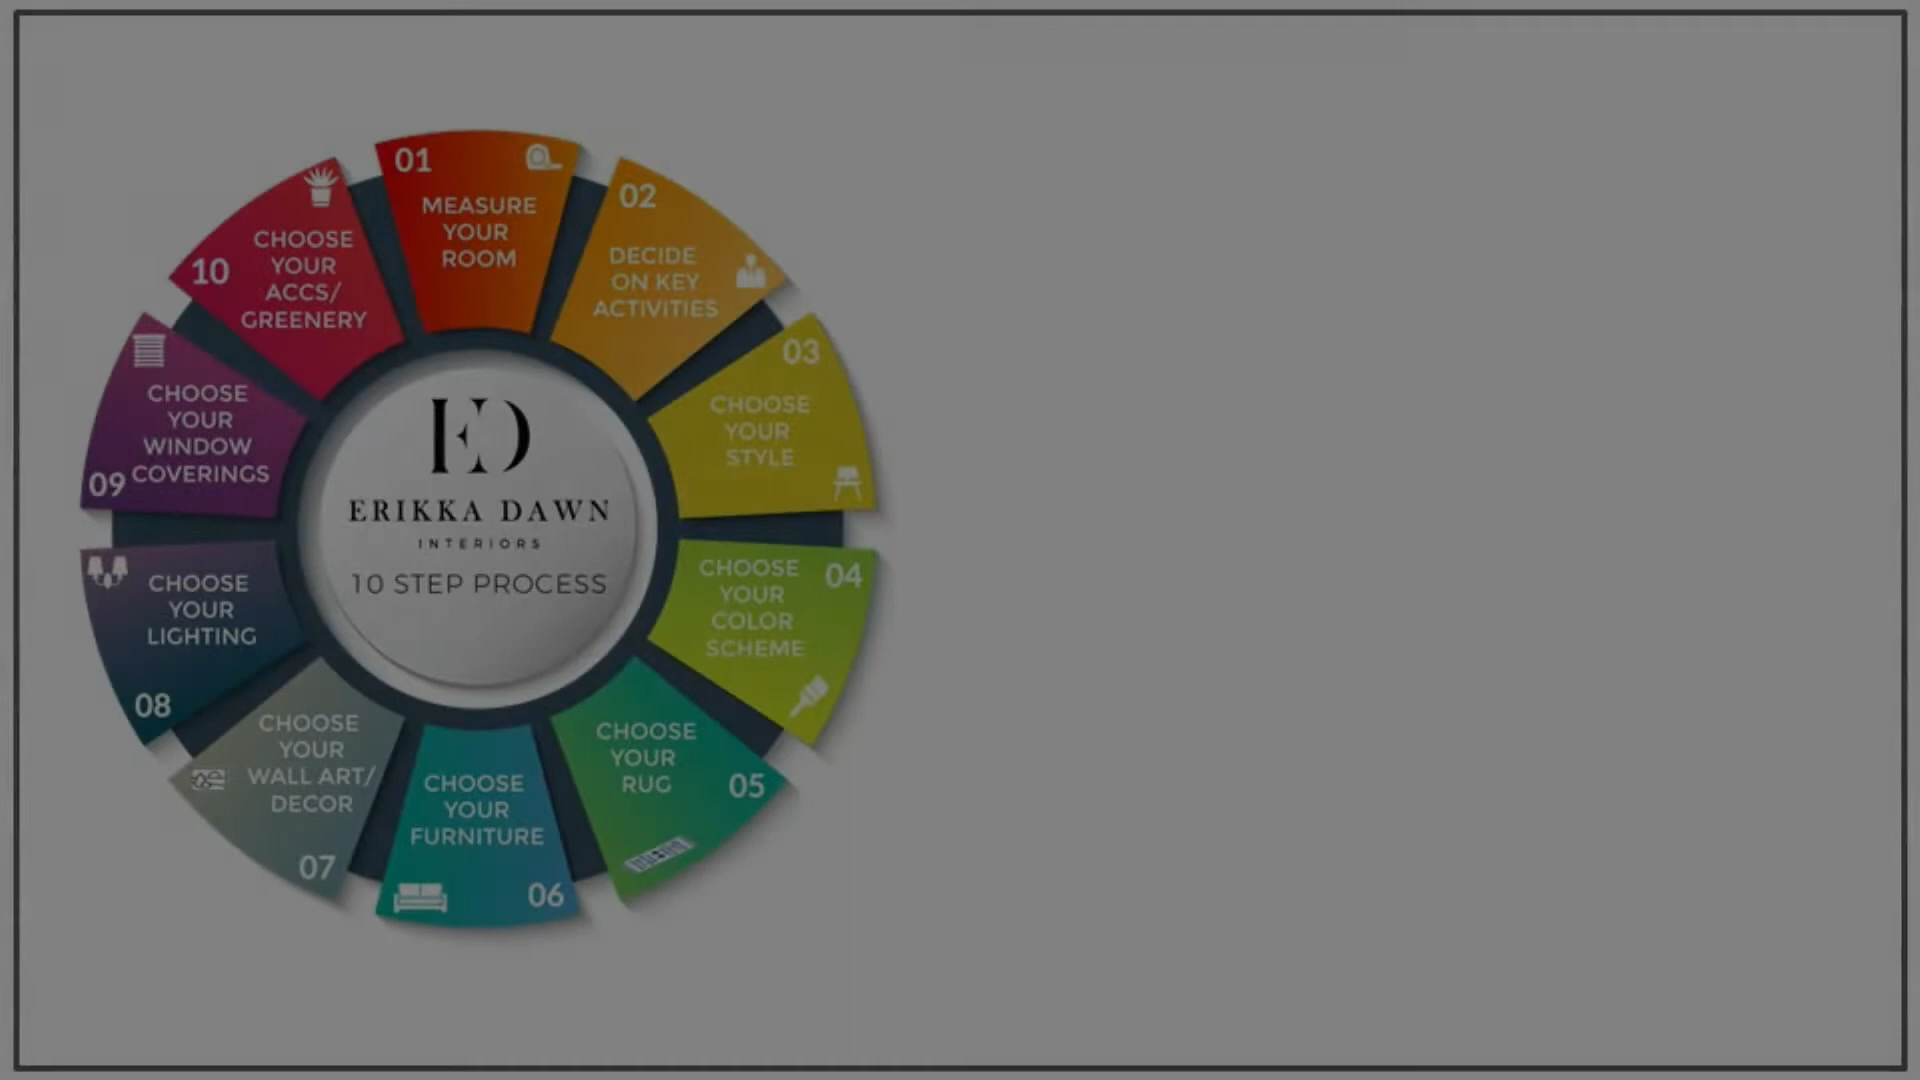 01
MEASURE
YOUR
ROOM
02
DECIDE
ON KEY
ACTIVITIES
03
CHOOSE
YOUR
STYLE
04
CHOOSE
YOUR
COLOR
SCHEME
05
CHOOSE
YOUR
RUG
06
CHOOSE
YOUR
FURNITURE
07
CHOOSE
YOUR
WALL ART/
DECOR
08
CHOOSE
YOUR
LIGHTING
09
CHOOSE
YOUR
WINDOW
COVERINGS
10
CHOOSE
YOUR
ACCS/
GREENERY
ED
ERIKKA DAWN
INTERIORS
10 STEP PROCESS